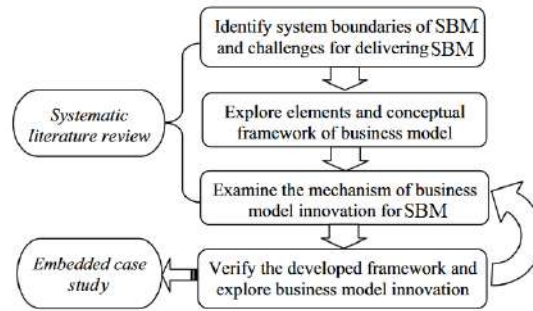 Identify system boundaries of SBM
and challenges for delivering SBM
Systematic
literature review
Explore elements and conceptual
framework of business model
Examine the mechanism of business
model innovation for SBM
Embedded case
study
Verify the developed framework and
explore business model innovation